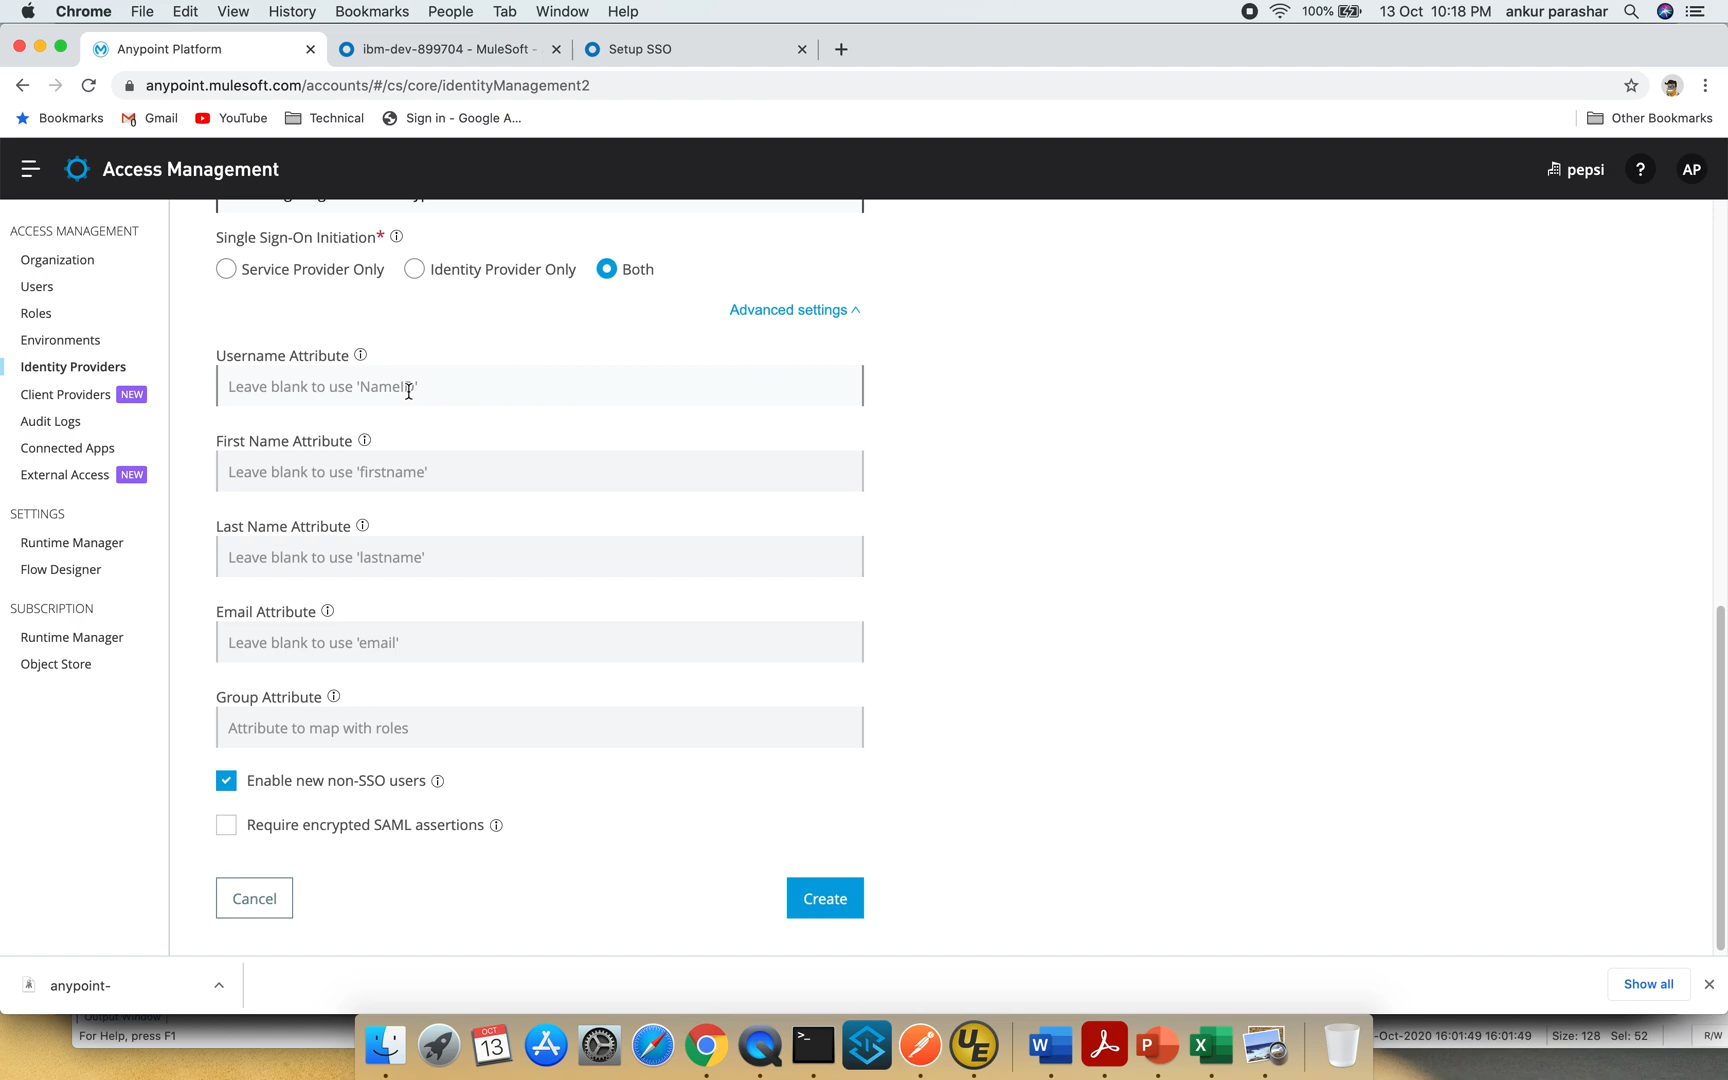 Chrome File Edit View History Bookmarks People Tab Window Help 100% 13 Oct 10:18 PM ankur parashar
Anypoint Platform ibm-dev-899704 - MuleSoft - Setup SSO
anypoint.mulesoft.com/accounts/#/cs/core/identityManagement2
Bookmarks Gmail YouTube Technical Sign in - Google A... Other Bookmarks
Access Management pepsi ? AP
ACCESS MANAGEMENT
Organization
Users
Roles
Environments
Identity Providers
Client Providers NEW
Audit Logs
Connected Apps
External Access NEW
SETTINGS
Runtime Manager
Flow Designer
SUBSCRIPTION
Runtime Manager
Object Store
Single Sign-On Initiation*
Service Provider Only Identity Provider Only Both
Advanced settings
Username Attribute
Leave blank to use 'NameID'
First Name Attribute
Leave blank to use 'firstname'
Last Name Attribute
Leave blank to use 'lastname'
Email Attribute
Leave blank to use 'email'
Group Attribute
Attribute to map with roles
Enable new non-SSO users
Require encrypted SAML assertions
Cancel Create
anypoint- Show all
Output Window
For Help, press F1 -Oct-2020 16:01:49 16:01:49 Size: 128 Sel: 52 R/W
OCT
13
W P X
UE